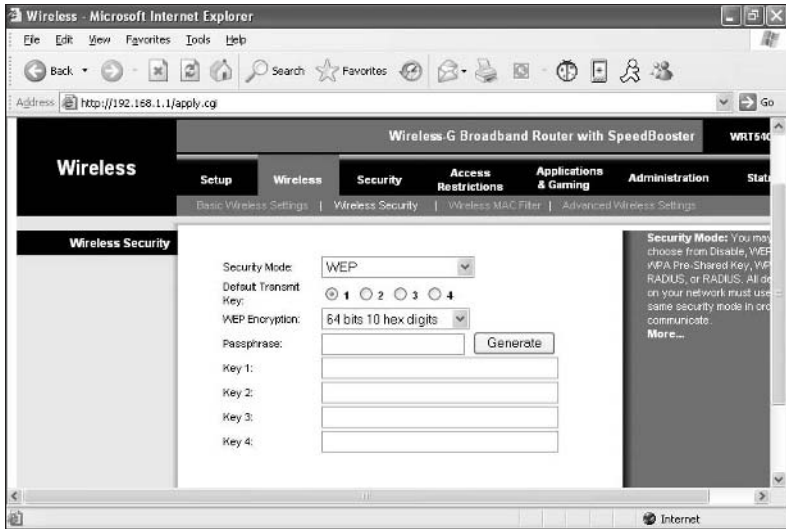 Wireless - Microsoft Internet Explorer
File Edit View Favorites Tools Help
Back Search Favorites
Address http://192.168.1.1/apply.cgi Go
Wireless-G Broadband Router with SpeedBooster
Wireless
Setup Wireless Security Access Restrictions Applications & Gaming Administration
Basic Wireless Settings | Wireless Security | Wireless MAC Filter | Advanced Wireless Settings
Wireless Security
Security Mode: WEP
Default Transmit Key: 1 2 3 4
WEP Encryption: 64 bits 10 hex digits
Passphrase: Generate
Key 1:
Key 2:
Key 3:
Key 4:
Security Mode: You may
choose from Disable, WEP
WPA Pre-Shared Key, WP
RADIUS, or RADIUS. All de
on your network must use
same security mode in ord
communicate.
More...
Internet